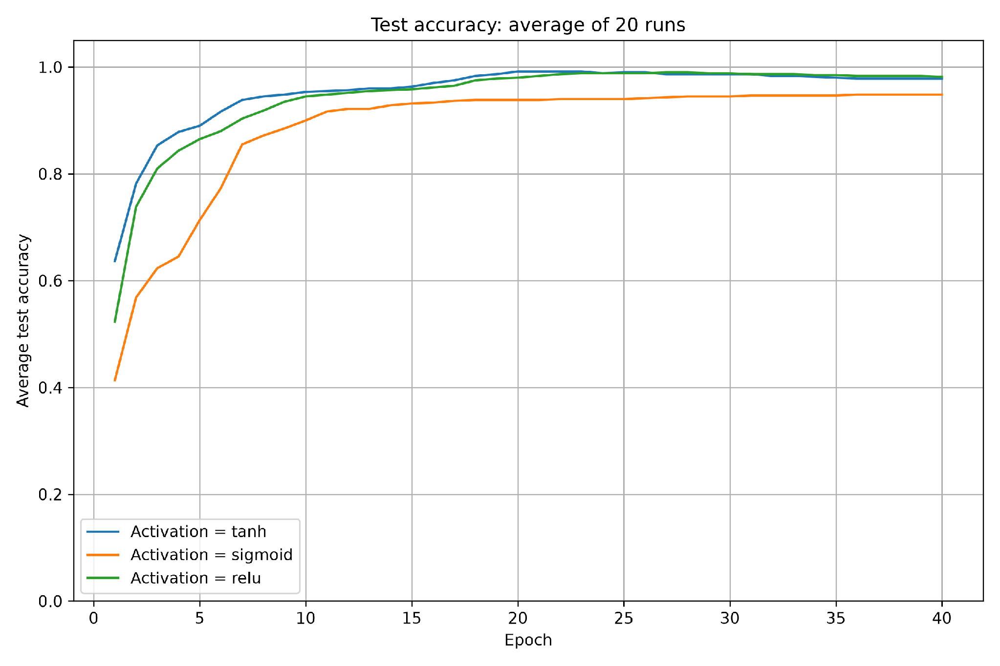 Test accuracy: average of 20 runs
Average test accuracy
1.0
0.8
0.6
0.4
0.2
0.0
Activation = tanh
Activation = sigmoid
Activation = relu
0 5 10 15 20 25 30 35 40
Epoch